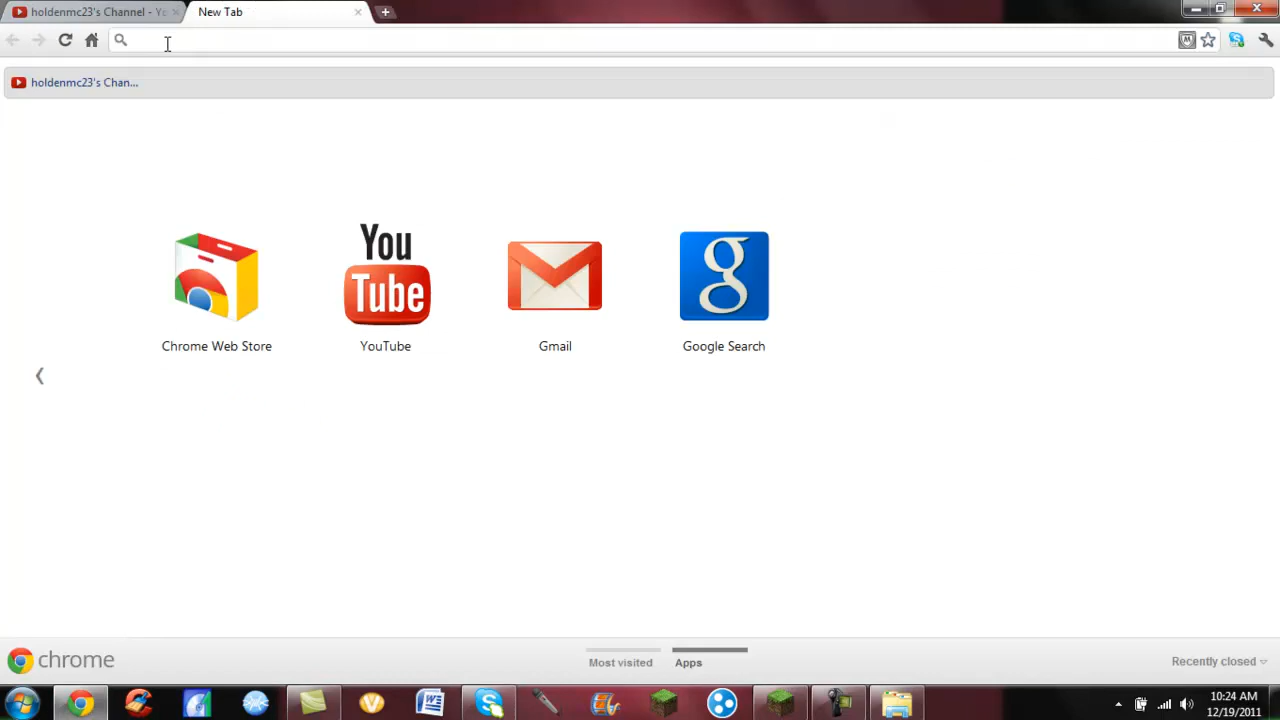 holdenmc23's Channel - Yo
New Tab
holdenmc23's Chan...
You
Tube
g
Chrome Web Store
YouTube
Gmail
Google Search
chrome
Most visited
Apps
Recently closed
W
S
10:24 AM
12/19/2011